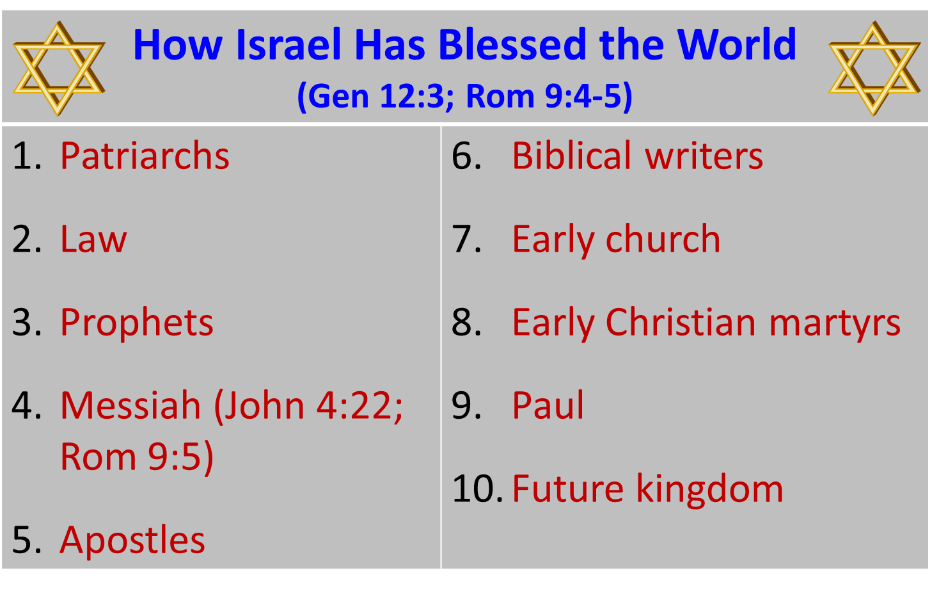 How Israel Has Blessed the World
(Gen 12:3; Rom 9:4-5)
1. Patriarchs
2. Law
3. Prophets
4. Messiah (John 4:22;
Rom 9:5)
5. Apostles
6. Biblical writers
7. Early church
8. Early Christian martyrs
9. Paul
10. Future kingdom